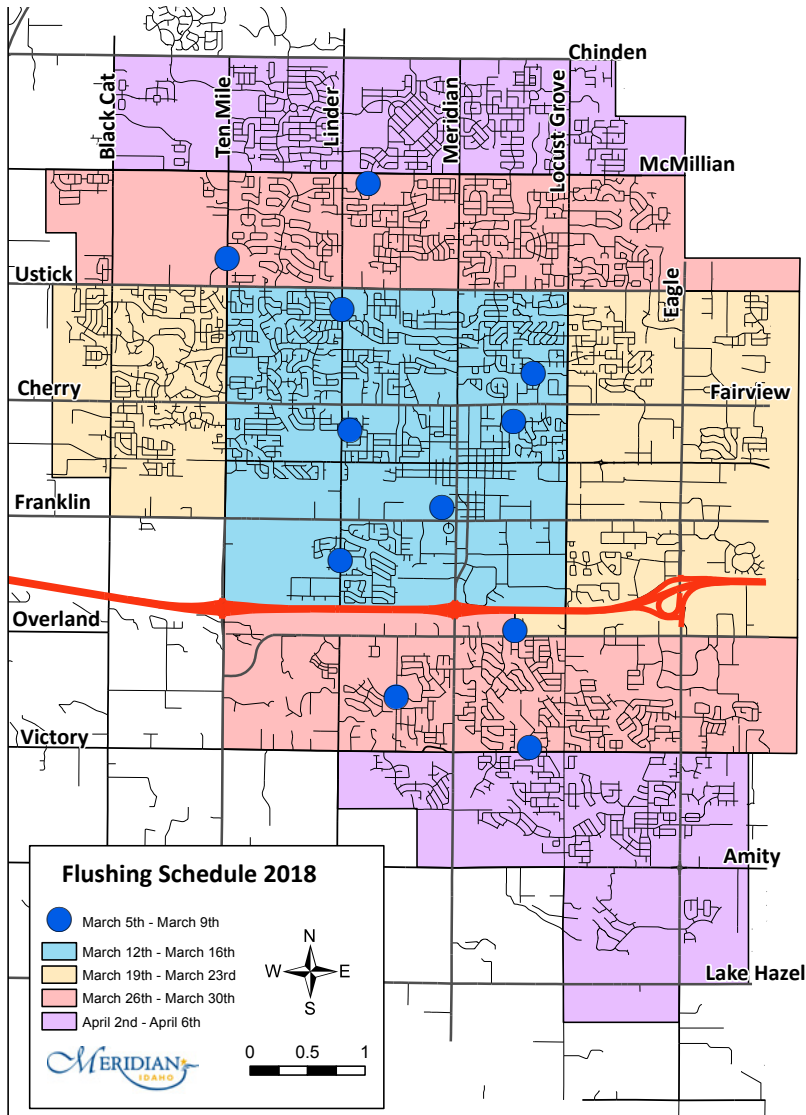 Chinden
Black Cat
Ten Mile
Linder
Meridian
Locust Grove
McMillian
Ustick
Eagle
Cherry
Fairview
Franklin
Overland
Victory
Amity
Lake Hazel
Flushing Schedule 2018
March 5th - March 9th
March 12th - March 16th
March 19th - March 23rd
March 26th - March 30th
April 2nd - April 6th
N
W E
S
MERIDIAN
IDAHO
0 0.5 1